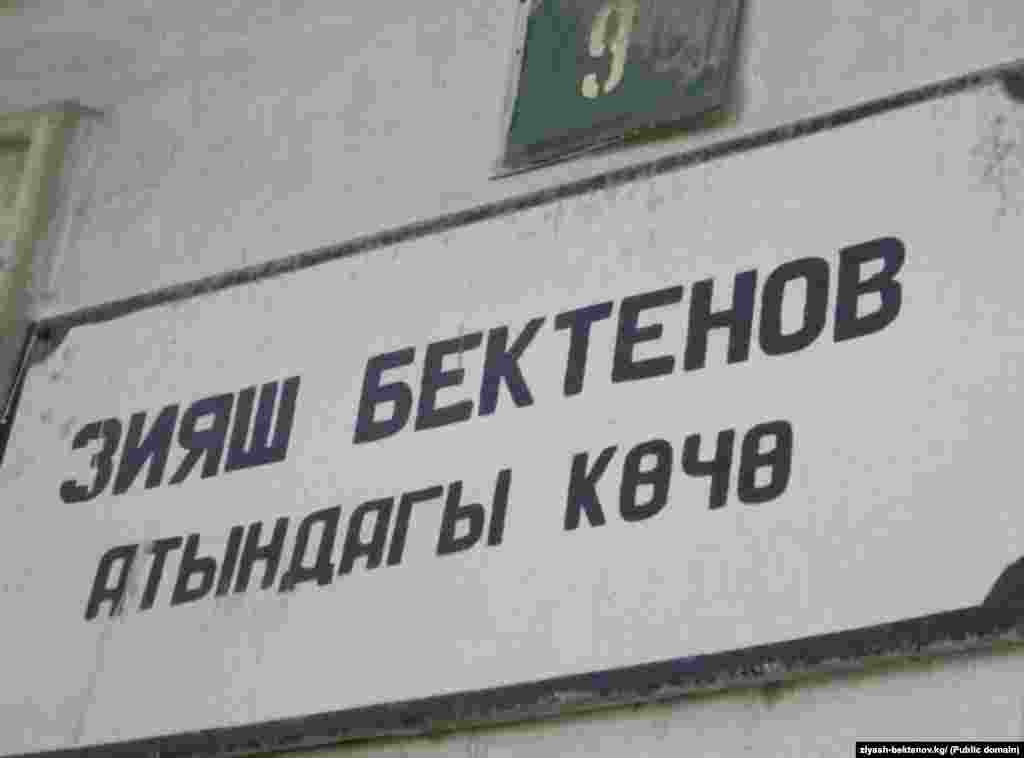 9
ЗИЯШ БЕКТЕНОВ
АТЫНДАГЫ КӨЧӨ
ziyash-bektenov.kg/ (Public domain)